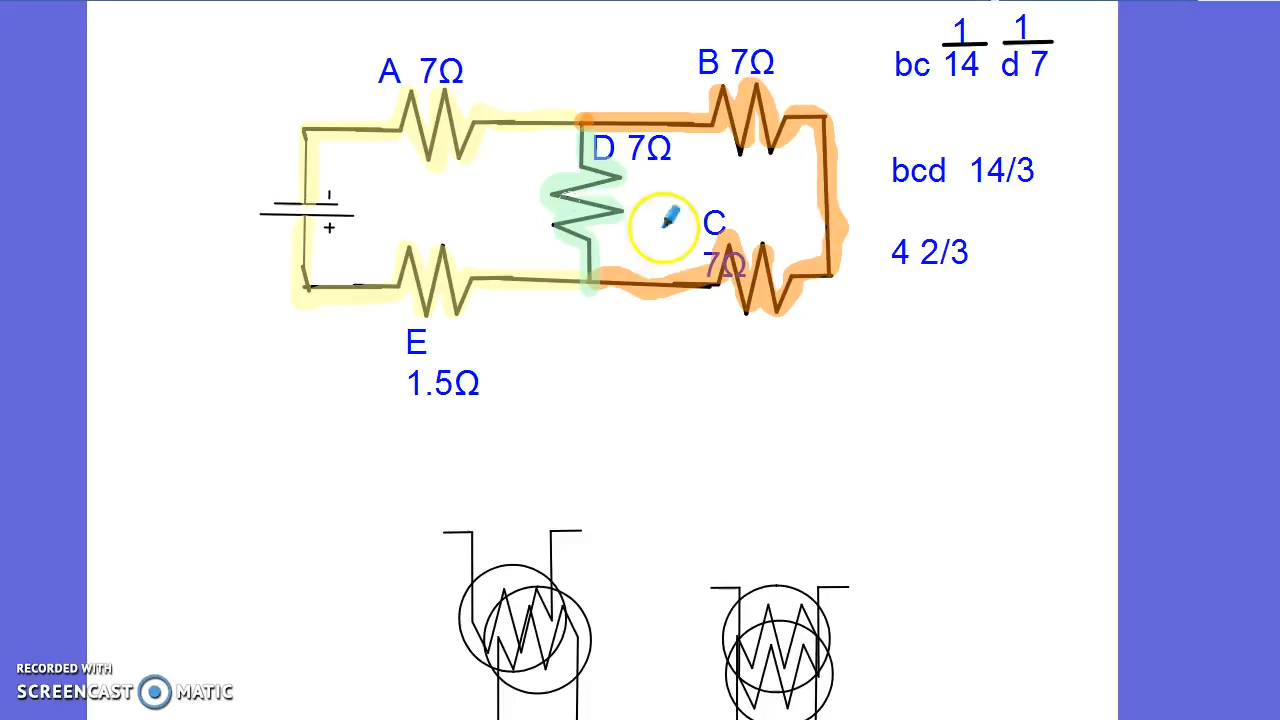 A 7Ω
B 7Ω
1 1
bc 14 d 7
D 7Ω
bcd 14/3
-
+
C
7Ω
4 2/3
E
1.5Ω
RECORDED WITH
SCREENCAST MATIC